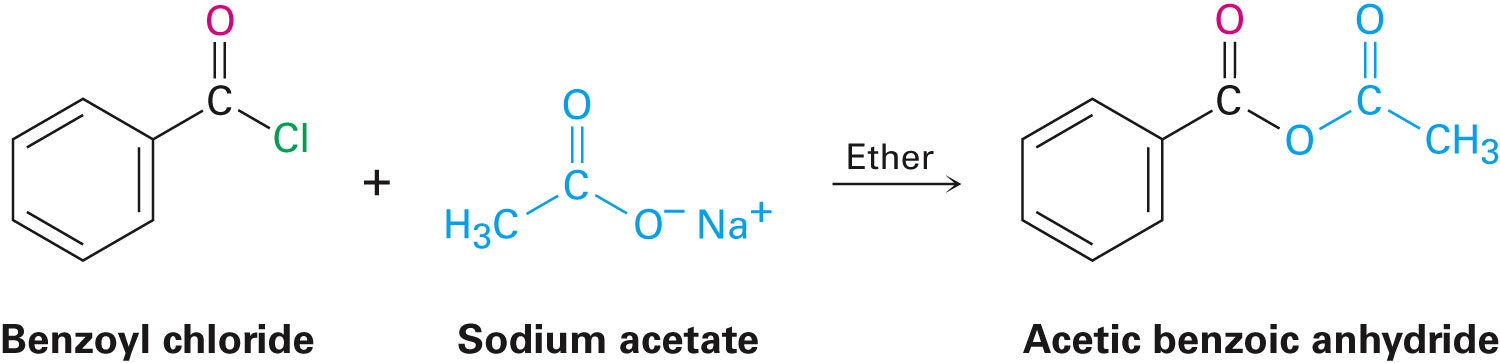 O
C
Cl
+
O
C
H₃C
O⁻ Na⁺
Ether
O
C
O
O
C
CH₃
Benzoyl chloride
Sodium acetate
Acetic benzoic anhydride